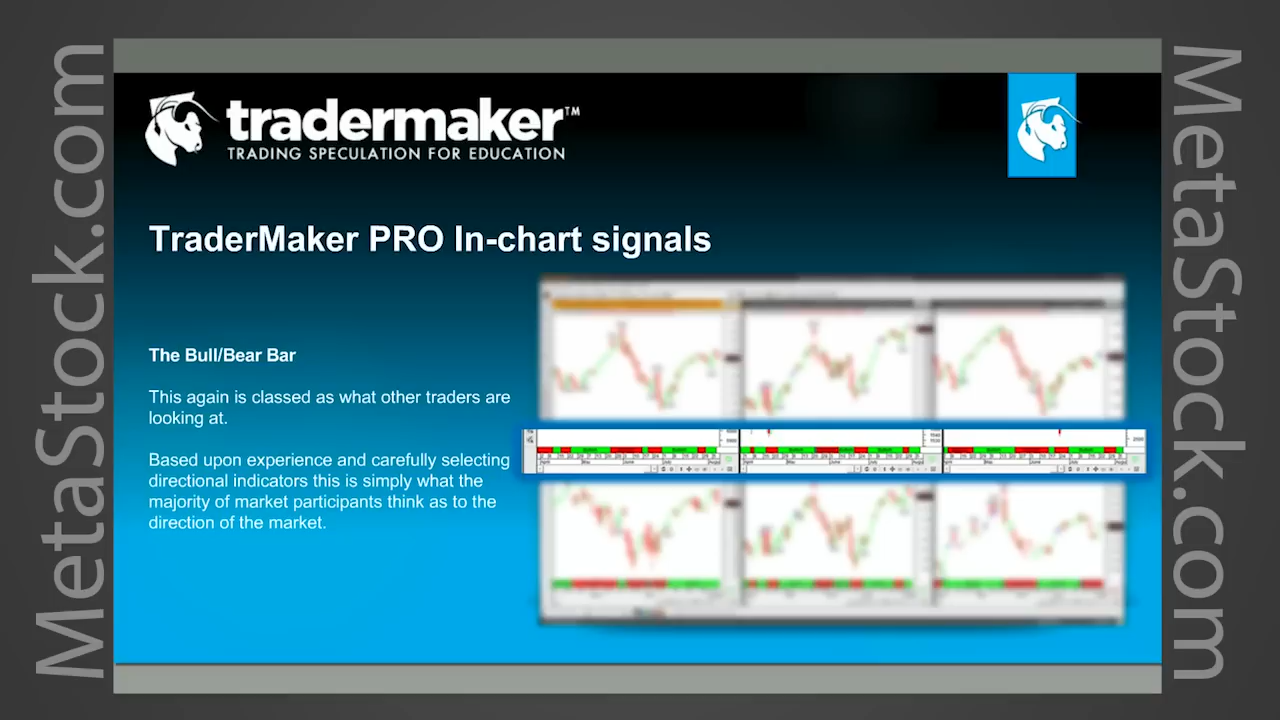 MetaStock.com
tradermaker™
TRADING SPECULATION FOR EDUCATION
TraderMaker PRO In-chart signals
The Bull/Bear Bar
This again is classed as what other traders are
looking at.
Based upon experience and carefully selecting
directional indicators this is simply what the
majority of market participants think as to the
direction of the market.
MetaStock.com